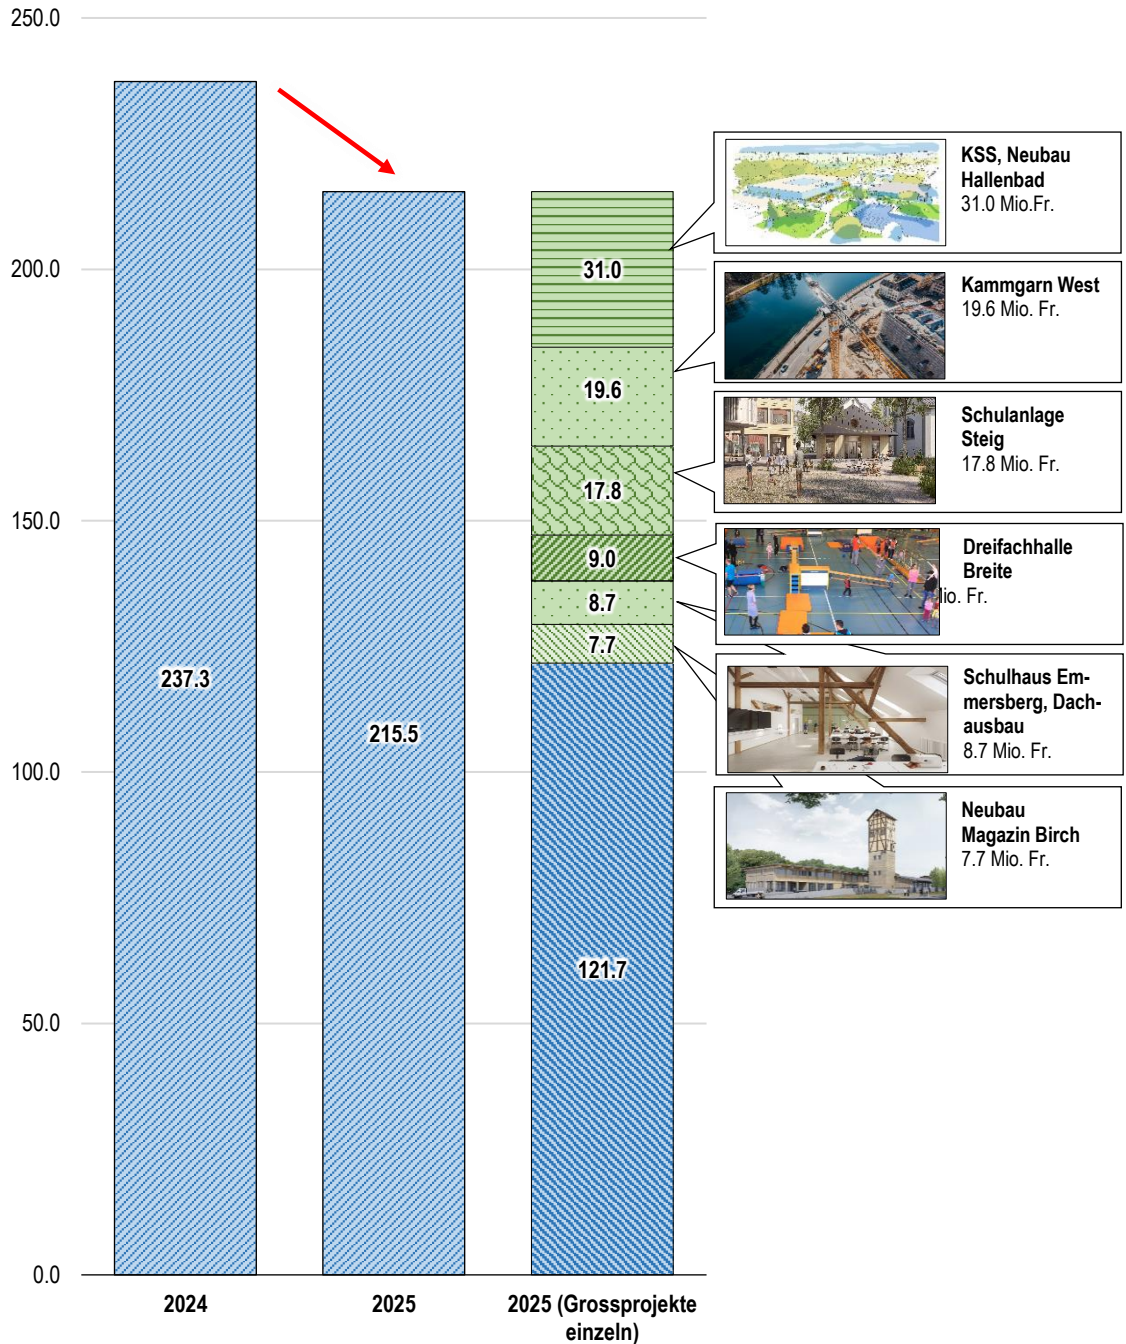 250.0
200.0
150.0
100.0
50.0
0.0
237.3
215.5
31.0
19.6
17.8
9.0
8.7
7.7
121.7
2024
2025
2025 (Grossprojekte
einzeln)
KSS, Neubau
Hallenbad
31.0 Mio.Fr.
Kammgarn West
19.6 Mio. Fr.
Schulanlage
Steig
17.8 Mio. Fr.
Dreifachhalle
Breite
io. Fr.
Schulhaus Em-
mersberg, Dach-
ausbau
8.7 Mio. Fr.
Neubau
Magazin Birch
7.7 Mio. Fr.